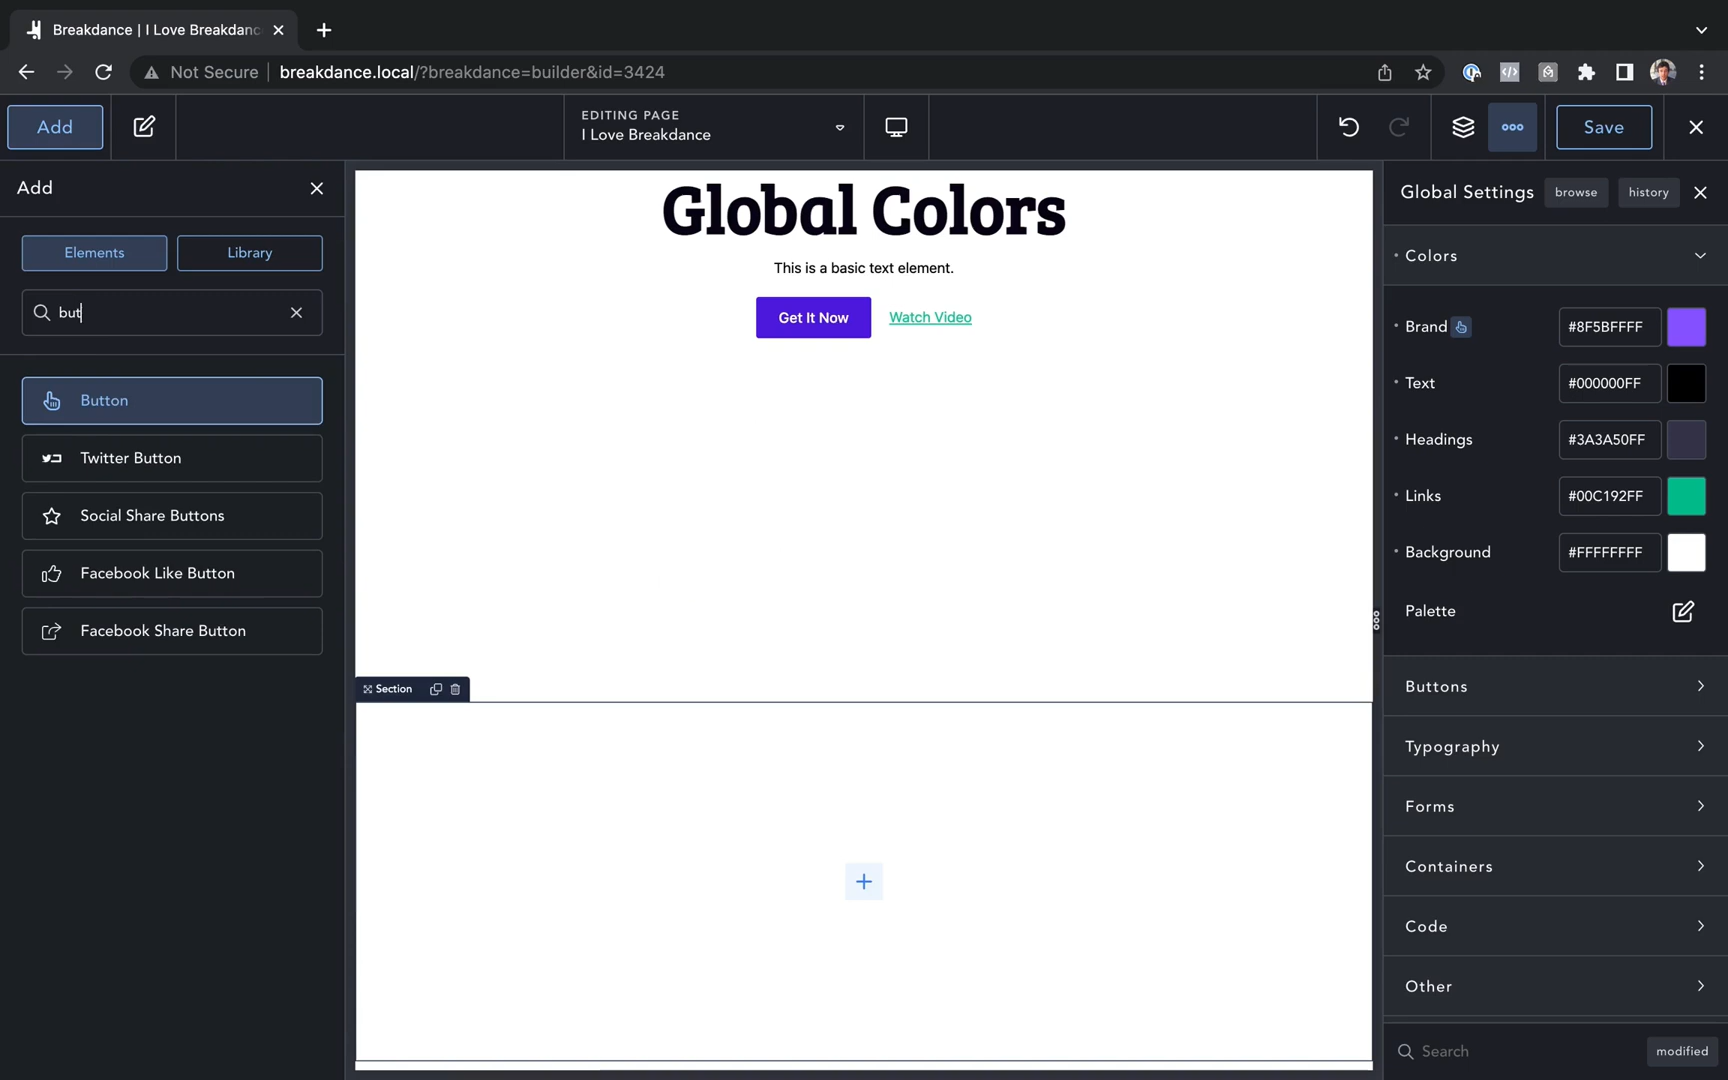 Breakdance | I Love Breakdanc
Not Secure
breakdance.local/?breakdance=builder&id=3424
Add
EDITING PAGE
I Love Breakdance
Save
Add
Elements
Library
but
Button
Twitter Button
Social Share Buttons
Facebook Like Button
Facebook Share Button
Global Colors
This is a basic text element.
Get It Now
Watch Video
Section
Global Settings
browse
history
Colors
Brand
#8F5BFFFF
Text
#000000FF
Headings
#3A3A50FF
Links
#00C192FF
Background
#FFFFFFFF
Palette
Buttons
Typography
Forms
Containers
Code
Other
Search
modified